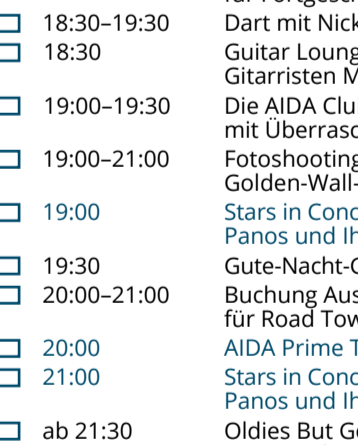 18:30–19:30 Dart mit Nick
18:30 Guitar Loung
Gitarristen M
19:00–19:30 Die AIDA Clu
mit Überrasc
19:00–21:00 Fotoshooting
Golden-Wall-
19:00 Stars in Conc
Panos und Ih
19:30 Gute-Nacht-
20:00–21:00 Buchung Aus
für Road Tow
20:00 AIDA Prime T
21:00 Stars in Conc
Panos und Ih
ab 21:30 Oldies But G